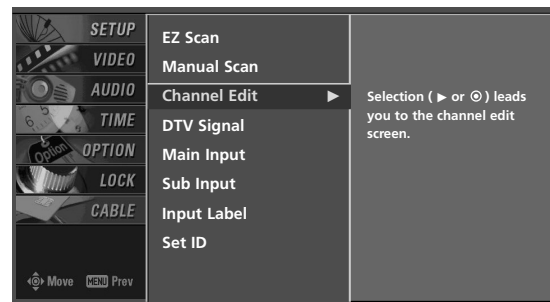 SETUP
VIDEO
AUDIO
TIME
OPTION
LOCK
CABLE
Move MENU Prev
EZ Scan
Manual Scan
Channel Edit ▶
DTV Signal
Main Input
Sub Input
Input Label
Set ID
Selection ( ▶ or ⊙ ) leads
you to the channel edit
screen.